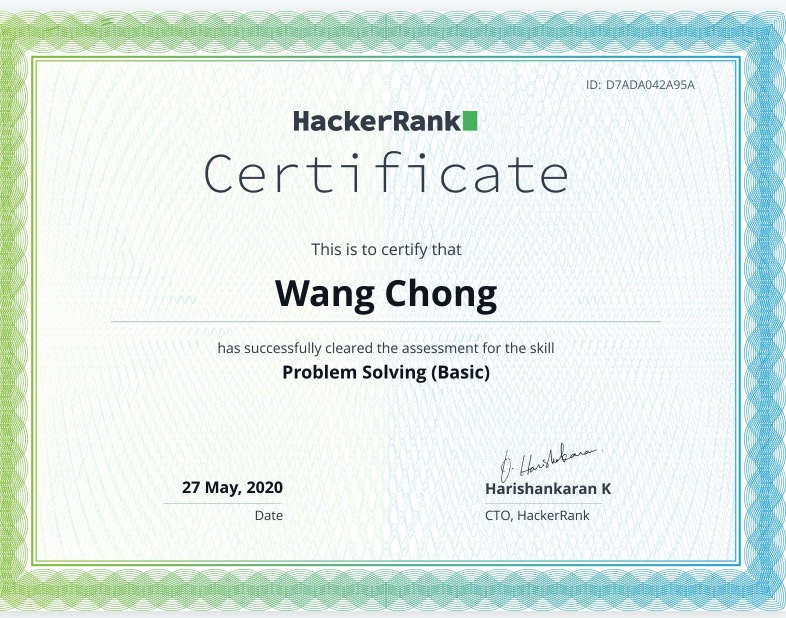 ID: D7ADA042A95A
HackerRank
Certificate
This is to certify that
Wang Chong
has successfully cleared the assessment for the skill
Problem Solving (Basic)
27 May, 2020
Date
Harishankaran K
CTO, HackerRank